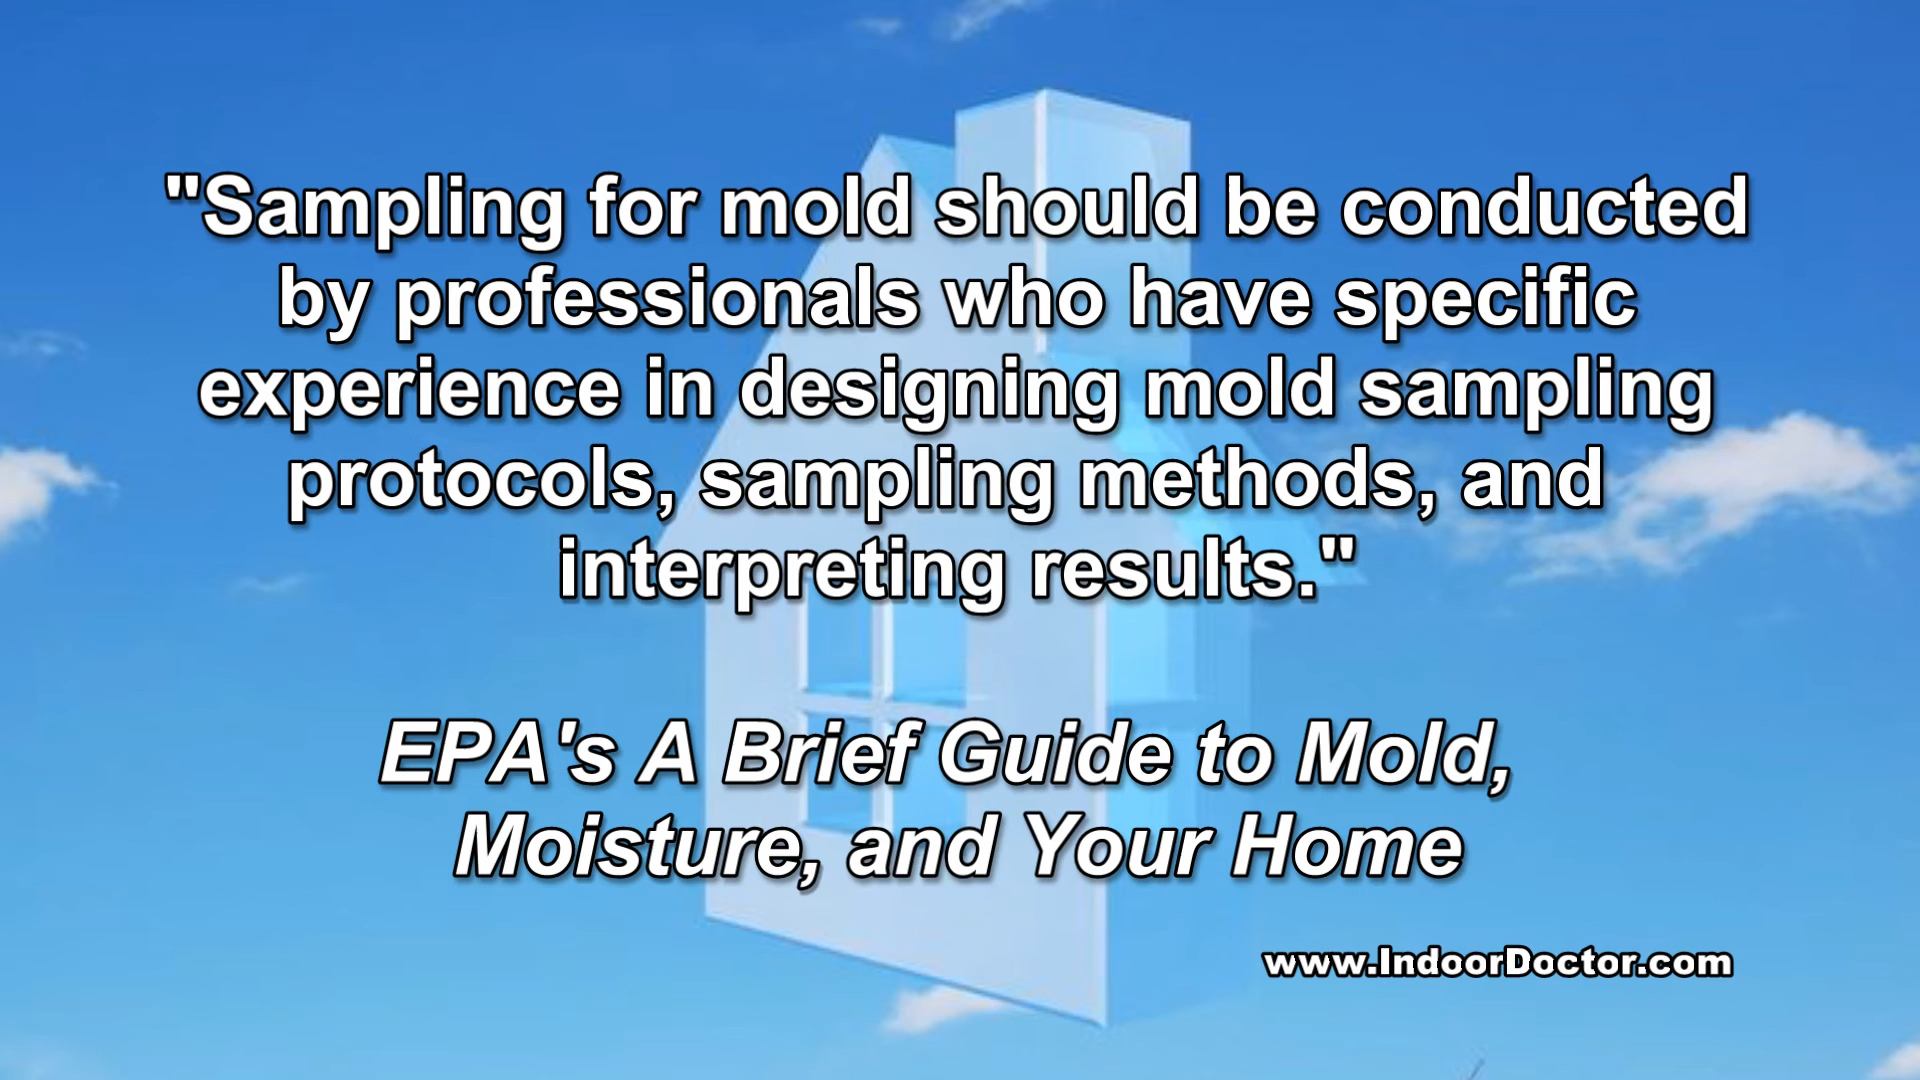 "Sampling for mold should be conducted
by professionals who have specific
experience in designing mold sampling
protocols, sampling methods, and
interpreting results."
EPA's A Brief Guide to Mold,
Moisture, and Your Home
www.IndoorDoctor.com